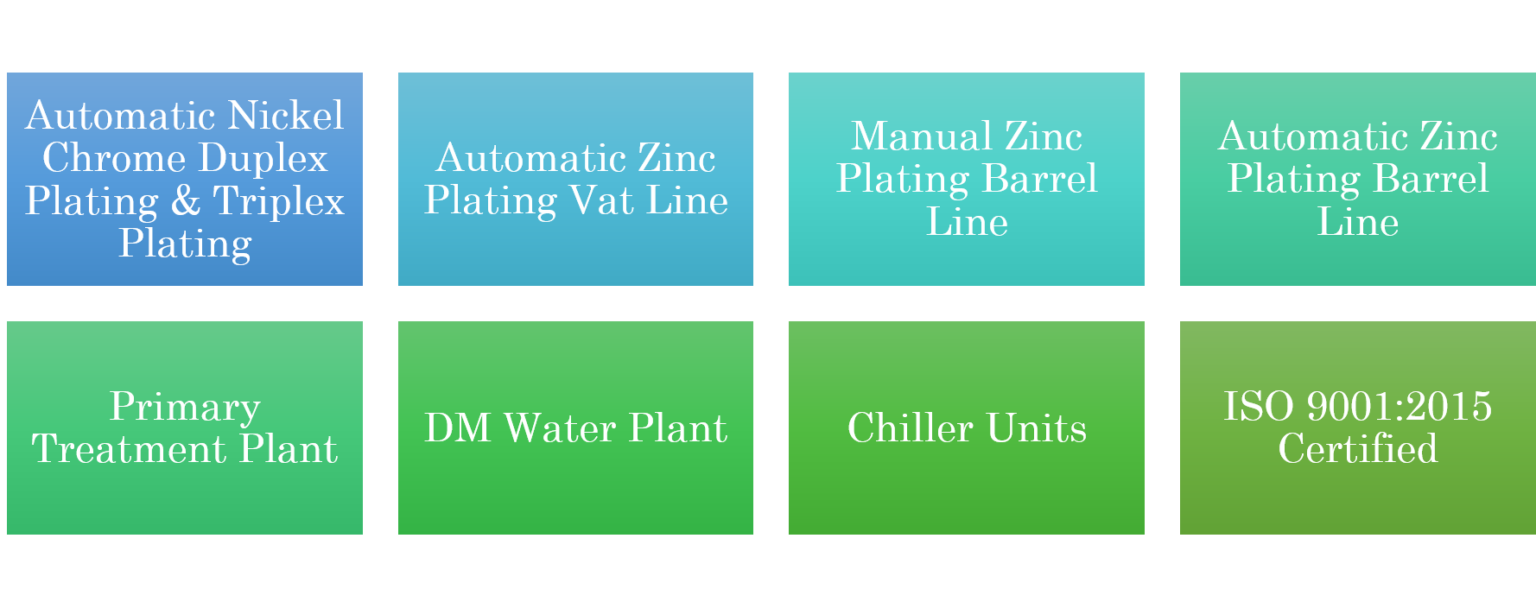 Automatic Nickel
Chrome Duplex
Plating & Triplex
Plating
Automatic Zinc
Plating Vat Line
Manual Zinc
Plating Barrel
Line
Automatic Zinc
Plating Barrel
Line
Primary
Treatment Plant
DM Water Plant
Chiller Units
ISO 9001:2015
Certified